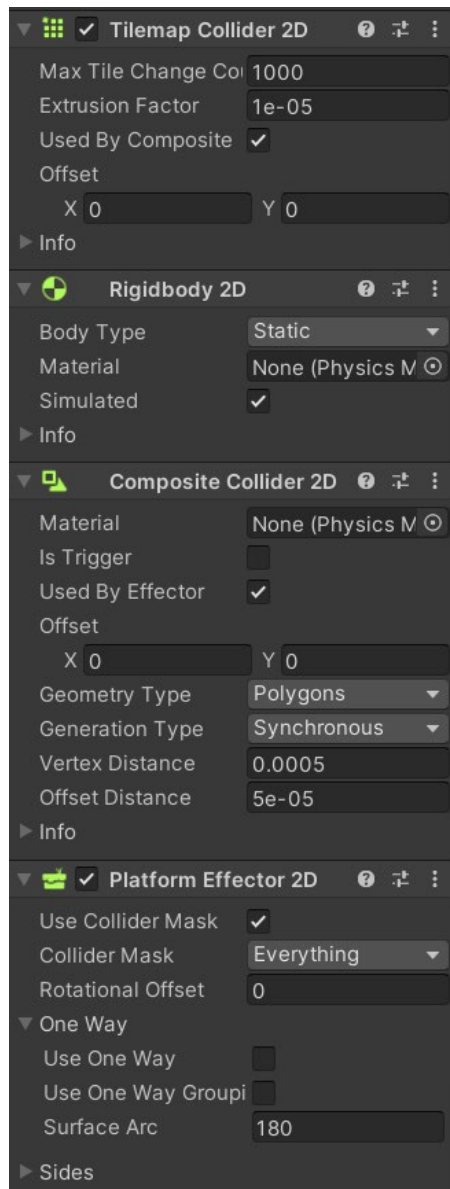 Tilemap Collider 2D
Max Tile Change Cou 1000
Extrusion Factor 1e-05
Used By Composite
Offset
X 0 Y 0
Info
Rigidbody 2D
Body Type Static
Material None (Physics M
Simulated
Info
Composite Collider 2D
Material None (Physics M
Is Trigger
Used By Effector
Offset
X 0 Y 0
Geometry Type Polygons
Generation Type Synchronous
Vertex Distance 0.0005
Offset Distance 5e-05
Info
Platform Effector 2D
Use Collider Mask
Collider Mask Everything
Rotational Offset 0
One Way
Use One Way
Use One Way Groupi
Surface Arc 180
Sides